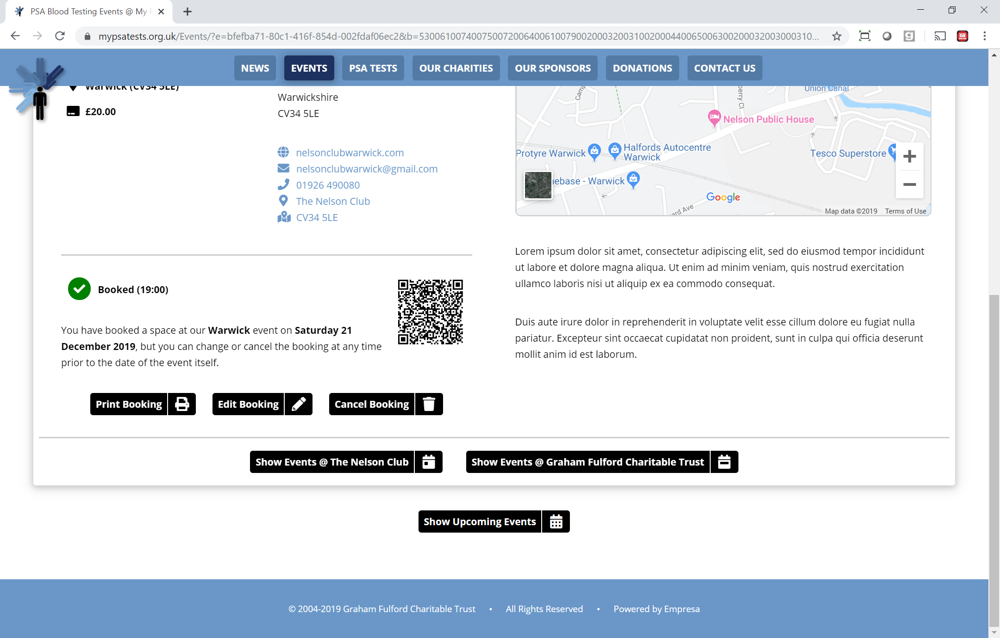 PSA Blood Testing Events @ My
mypsatests.org.uk/Events/?e=bfefba71-80c1-416f-854d-002fdaf06ec2&b=53006100740075007200640061007900200032003100200044006500630020003200300031​0...
NEWS
EVENTS
PSA TESTS
OUR CHARITIES
OUR SPONSORS
DONATIONS
CONTACT US
Warwick (CV34 5LE)
£20.00
Warwickshire
CV34 5LE
nelsonclubwarwick.com
nelsonclubwarwick@gmail.com
01926 490080
The Nelson Club
CV34 5LE
Union Canal
Nelson Public House
Protyre Warwick
Halfords Autocentre
Warwick
Tesco Superstore
ebase - Warwick
Google
Map data ©2019 Terms of Use
Booked (19:00)
You have booked a space at our Warwick event on Saturday 21
December 2019, but you can change or cancel the booking at any time
prior to the date of the event itself.
Print Booking
Edit Booking
Cancel Booking
Lorem ipsum dolor sit amet, consectetur adipiscing elit, sed do eiusmod tempor incididunt
ut labore et dolore magna aliqua. Ut enim ad minim veniam, quis nostrud exercitation
ullamco laboris nisi ut aliquip ex ea commodo consequat.
Duis aute irure dolor in reprehenderit in voluptate velit esse cillum dolore eu fugiat nulla
pariatur. Excepteur sint occaecat cupidatat non proident, sunt in culpa qui officia deserunt
mollit anim id est laborum.
Show Events @ The Nelson Club
Show Events @ Graham Fulford Charitable Trust
Show Upcoming Events
© 2004-2019 Graham Fulford Charitable Trust • All Rights Reserved • Powered by Empresa